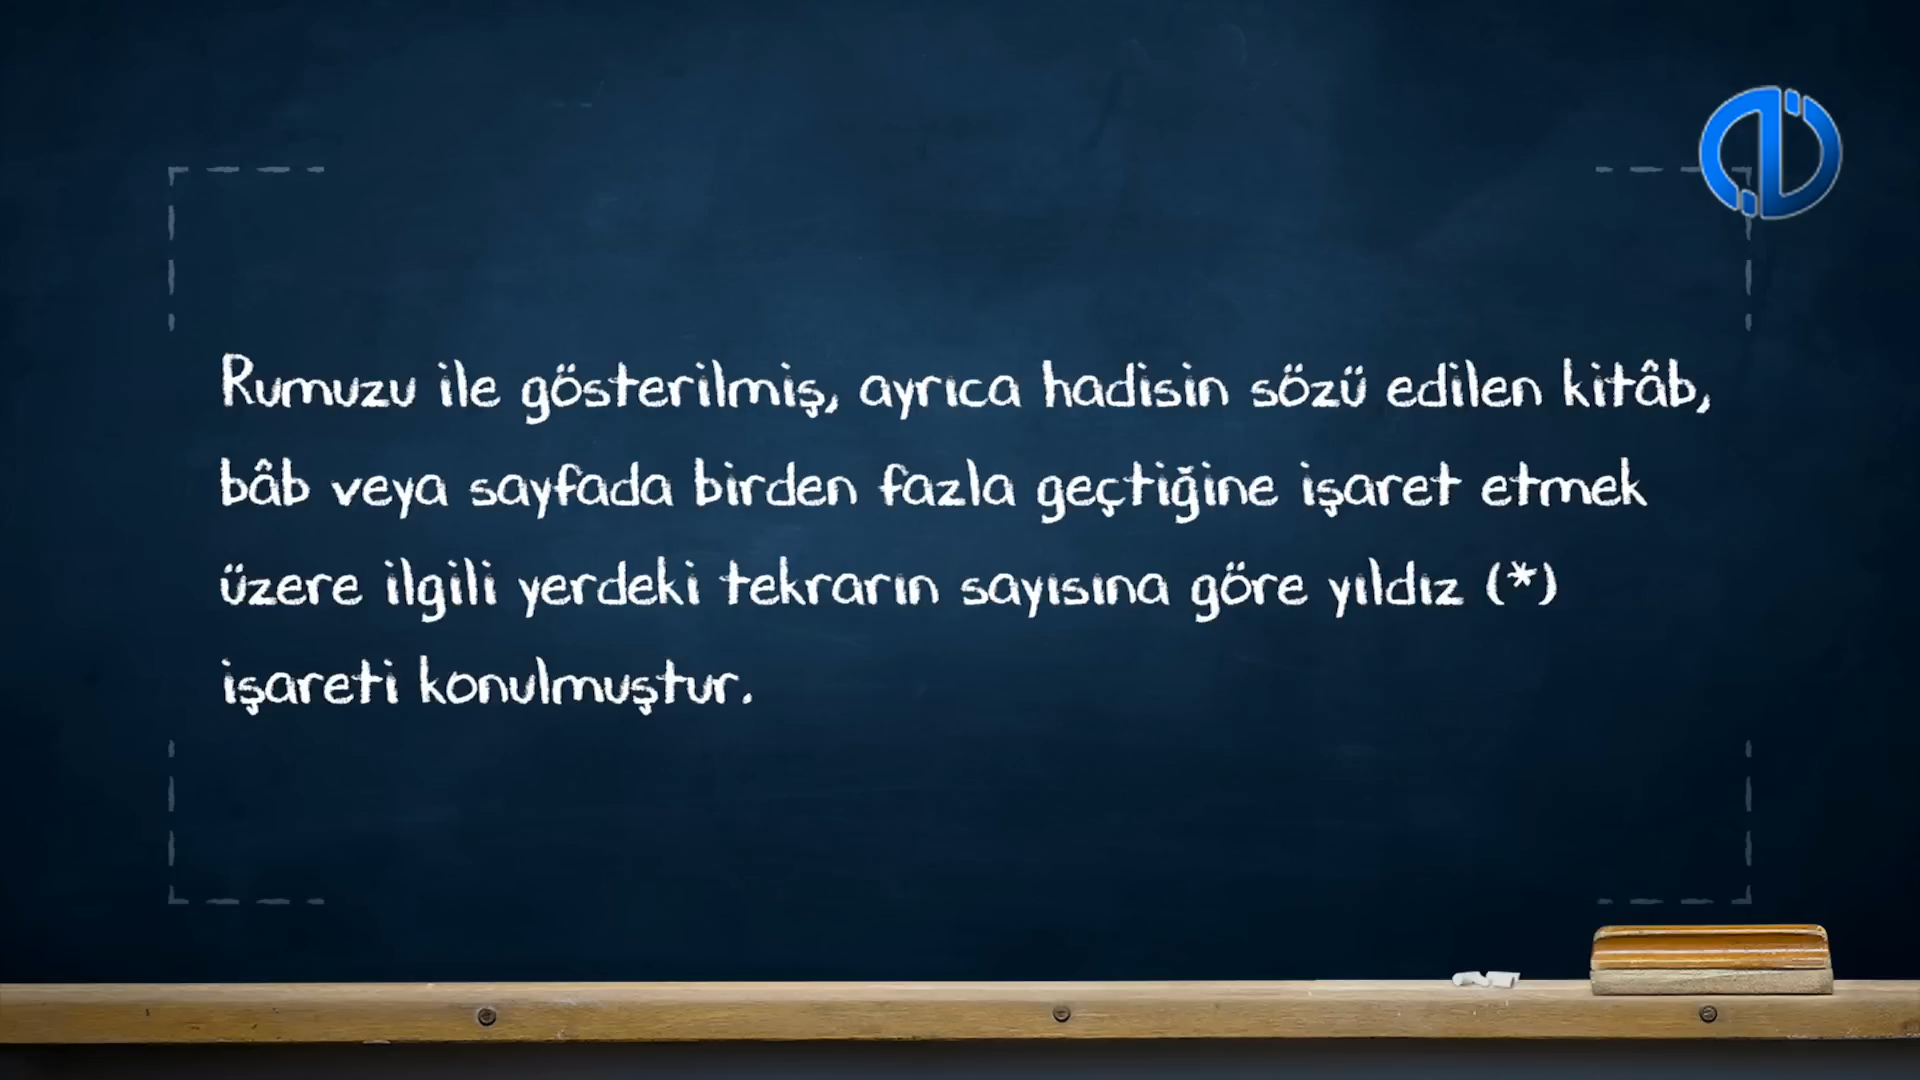 Rumuzu ile gösterilmiş, ayrıca hadisin sözü edilen kitâb,
bâb veya sayfada birden fazla geçtiğine işaret etmek
üzere ilgili yerdeki tekrarın sayısına göre yıldız (*)
işareti konulmuştur.